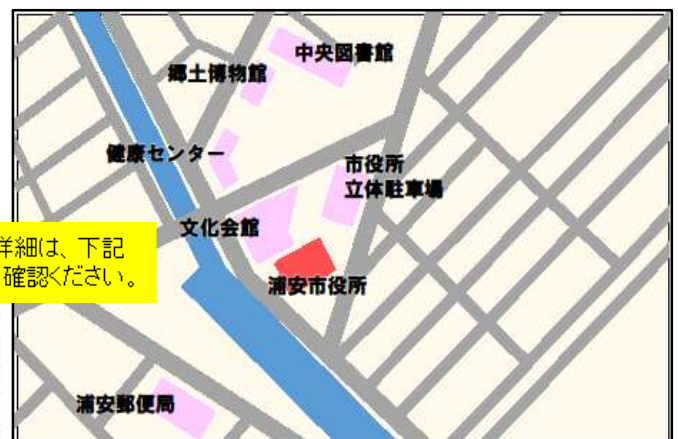 中央図書館
郷土博物館
健康センター
市役所
立体駐車場
文化会館
詳細は、下記
確認ください。
浦安市役所
浦安郵便局